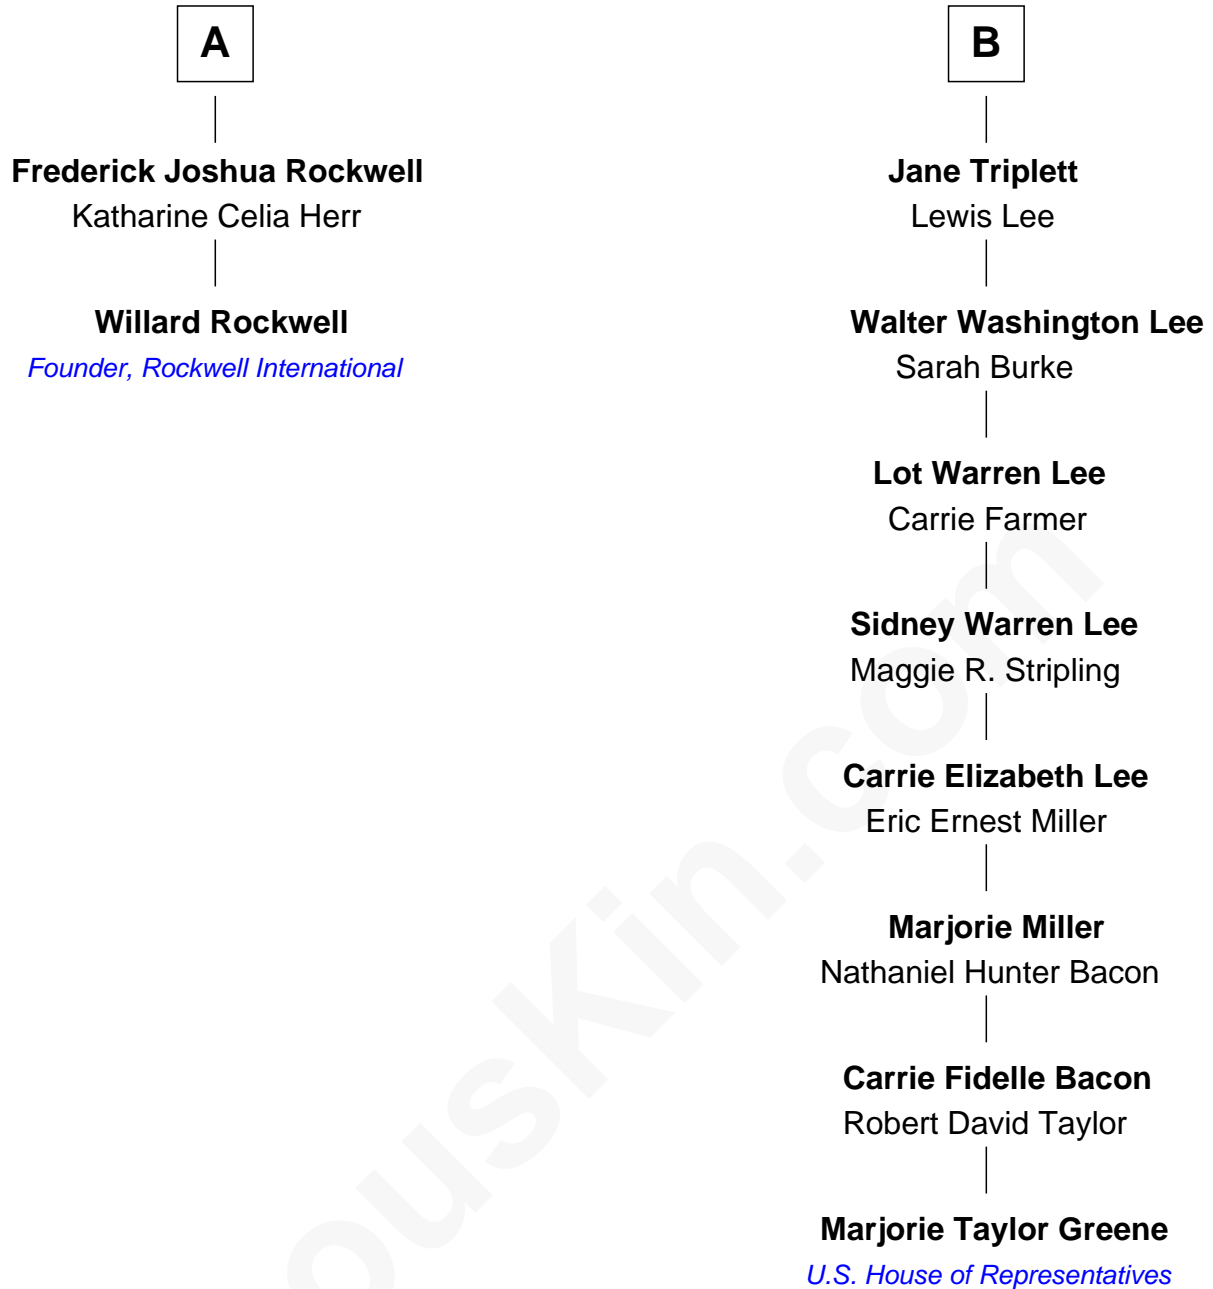 A
Frederick Joshua Rockwell
Katharine Celia Herr
Willard Rockwell
Founder, Rockwell International
B
Jane Triplett
Lewis Lee
Walter Washington Lee
Sarah Burke
Lot Warren Lee
Carrie Farmer
Sidney Warren Lee
Maggie R. Stripling
Carrie Elizabeth Lee
Eric Ernest Miller
Marjorie Miller
Nathaniel Hunter Bacon
Carrie Fidelle Bacon
Robert David Taylor
Marjorie Taylor Greene
U.S. House of Representatives
ousKin.com